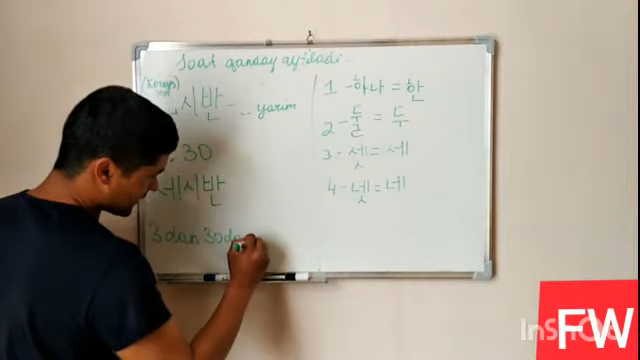 Soat qanday aytiladi.
(Koreys
시반 - ... yarim
30
세시반
3 dan 30 da
1 - 하나 = 한
2 - 둘 = 두
3 - 셋 = 세
4 - 넷 = 네
FW
InShOt